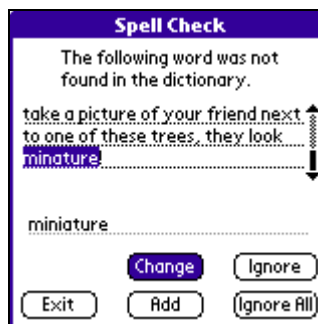 Spell Check
The following word was not
found in the dictionary.
take a picture of your friend next
to one of these trees, they look
minature!
miniature
Change
Ignore
Exit
Add
Ignore All